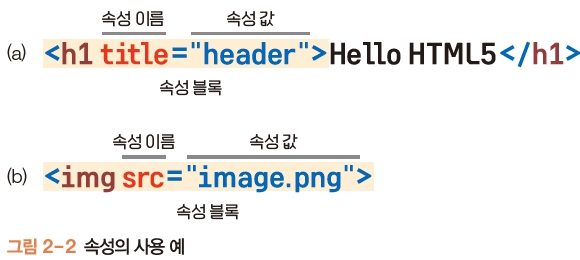 속성 이름 속성 값
(a) <h1 title="header">Hello HTML5</h1>
속성 블록
속성 이름 속성 값
(b) <img src="image.png">
속성 블록
그림 2-2 속성의 사용 예